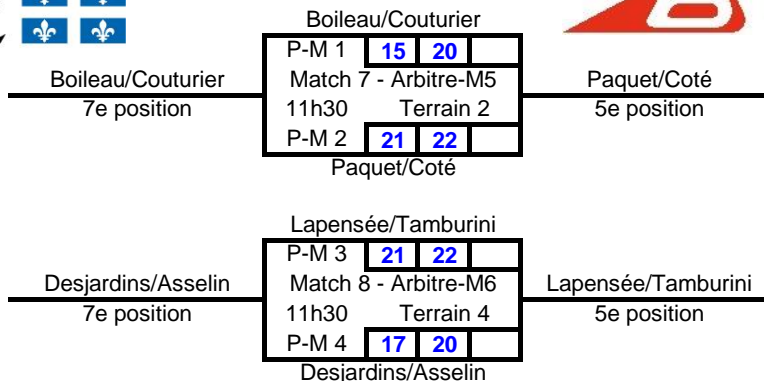 Boileau/Couturier
P-M 1 15 20
Boileau/Couturier Match 7 - Arbitre-M5 Paquet/Coté
7e position 11h30 Terrain 2 5e position
P-M 2 21 22
Paquet/Coté
Lapensée/Tamburini
P-M 3 21 22
Desjardins/Asselin Match 8 - Arbitre-M6 Lapensée/Tamburini
7e position 11h30 Terrain 4 5e position
P-M 4 17 20
Desjardins/Asselin